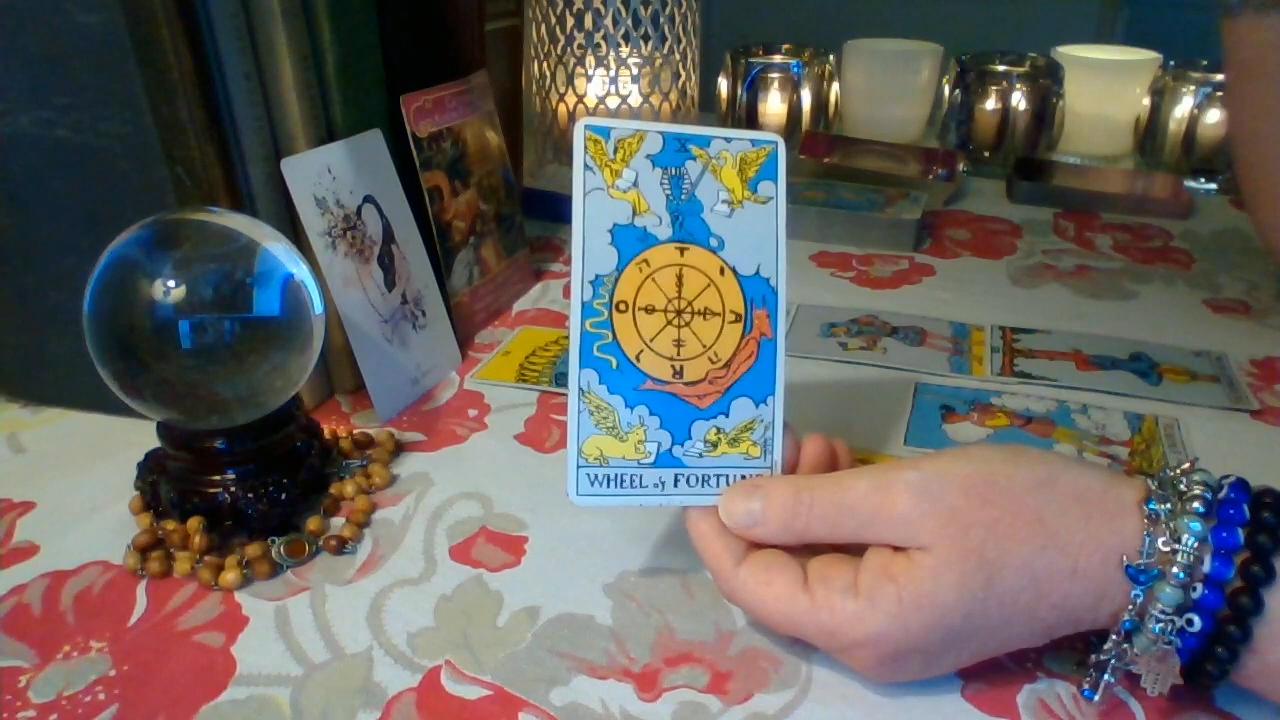 X
ה T י
O A
ו R ה
WHEEL of FORTUNE